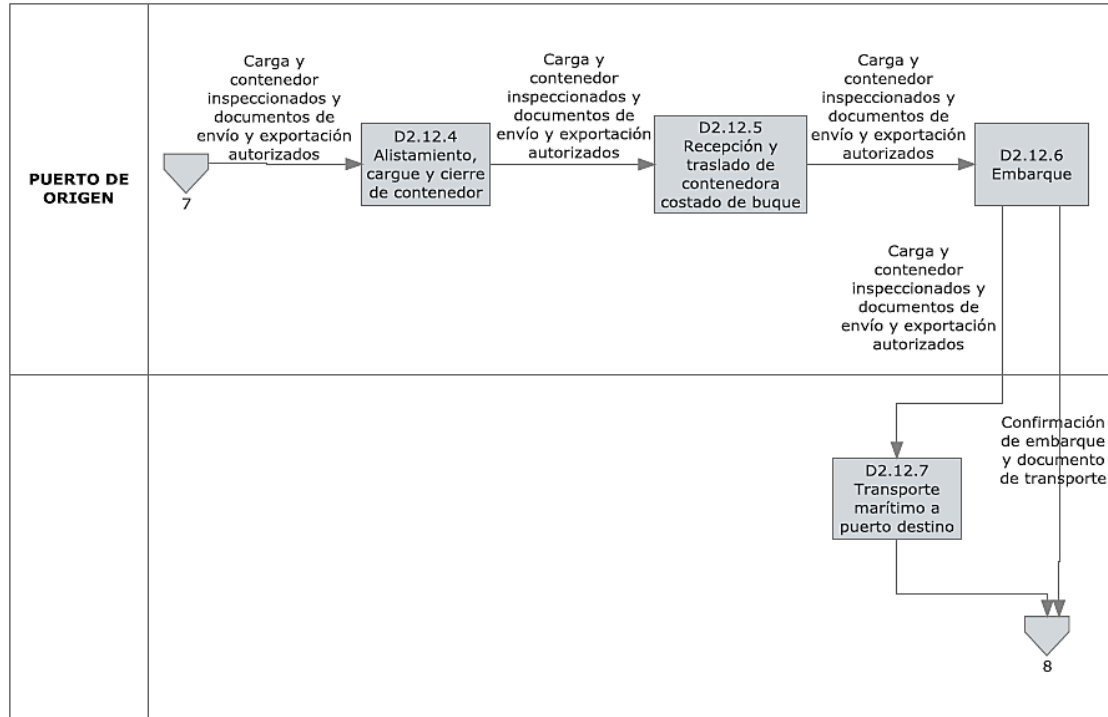 PUERTO DE
ORIGEN
7
Carga y
contenedor
inspeccionados y
documentos de
envío y exportación
autorizados
D2.12.4
Alistamiento,
cargue y cierre
de contenedor
Carga y
contenedor
inspeccionados y
documentos de
envío y exportación
autorizados
D2.12.5
Recepción y
traslado de
contenedora
costado de buque
Carga y
contenedor
inspeccionados y
documentos de
envío y exportación
autorizados
D2.12.6
Embarque
Carga y
contenedor
inspeccionados y
documentos de
envío y exportación
autorizados
Confirmación
de embarque
y documento
de transporte
D2.12.7
Transporte
marítimo a
puerto destino
8